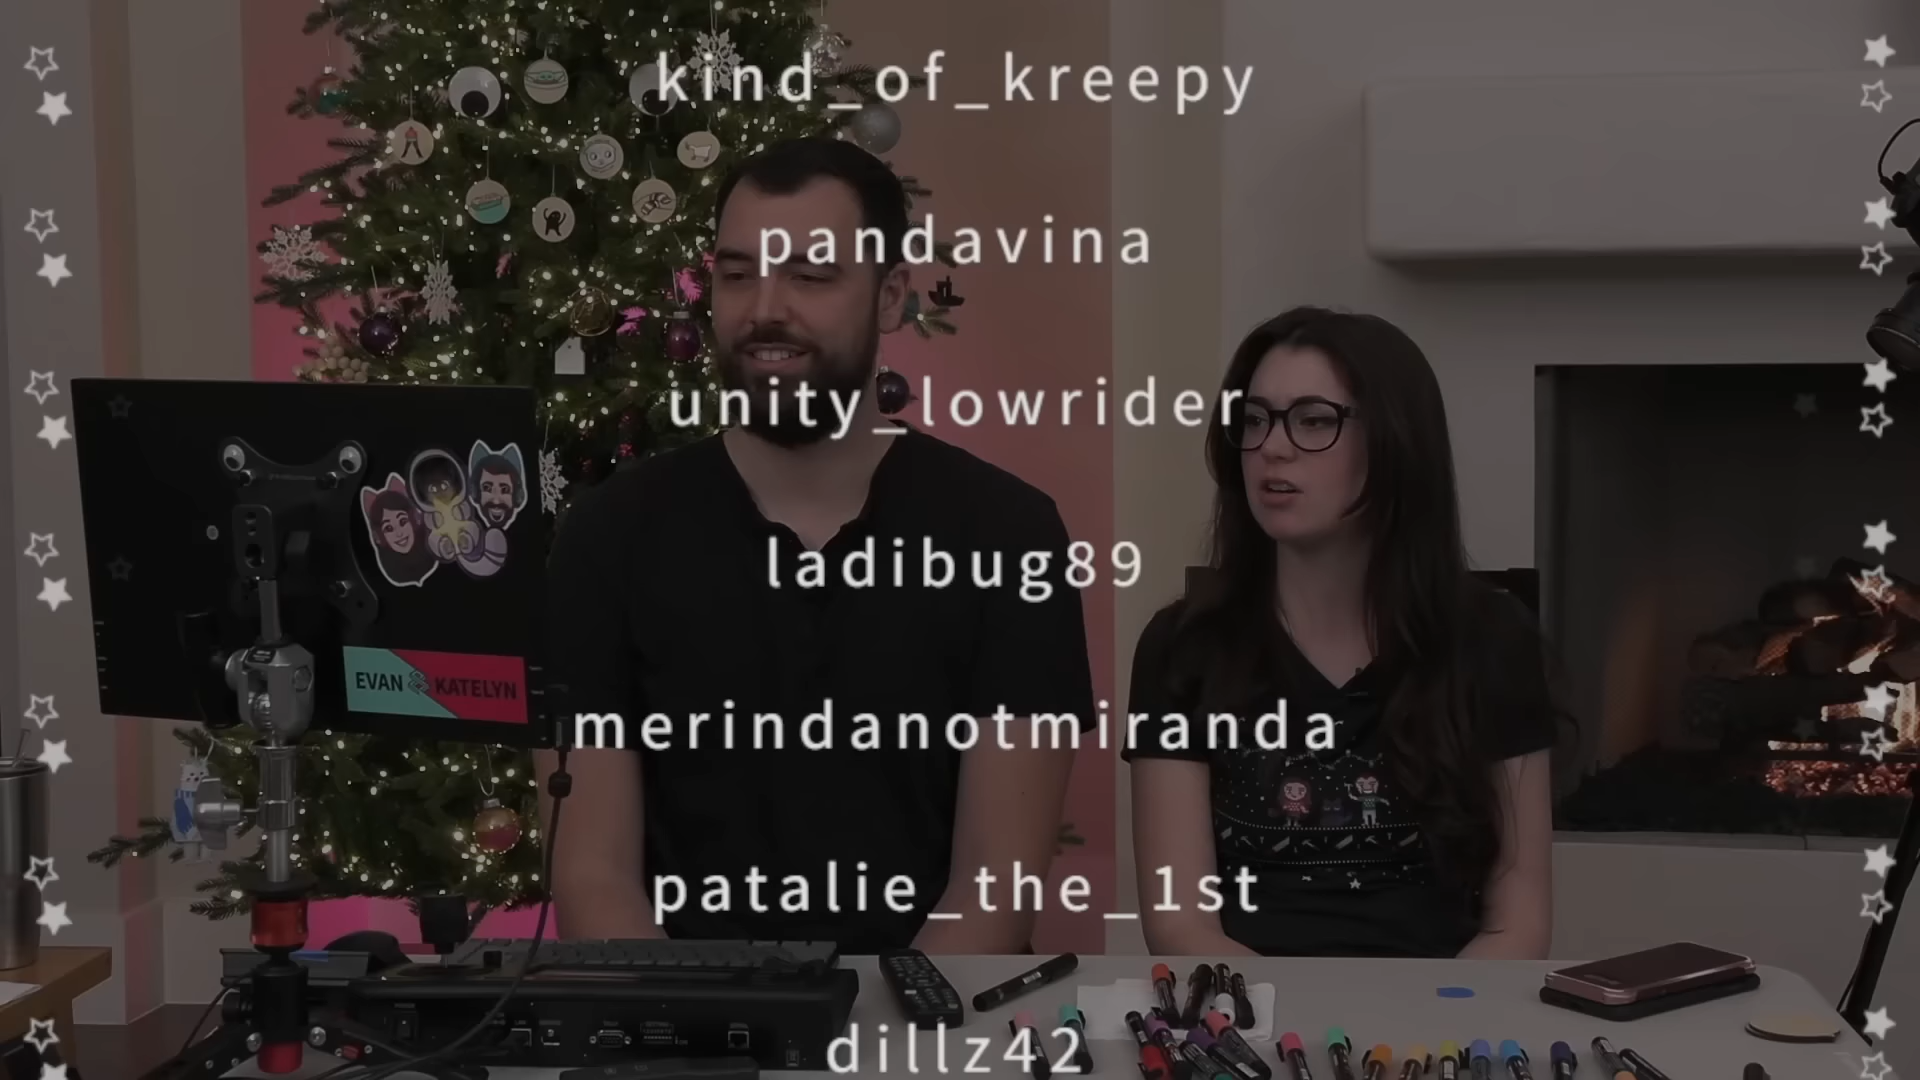 kind_of_kreepy
pandavina
unity_lowrider
ladibug89
EVAN & KATELYN
merindanotmiranda
patalie_the_1st
dillz42